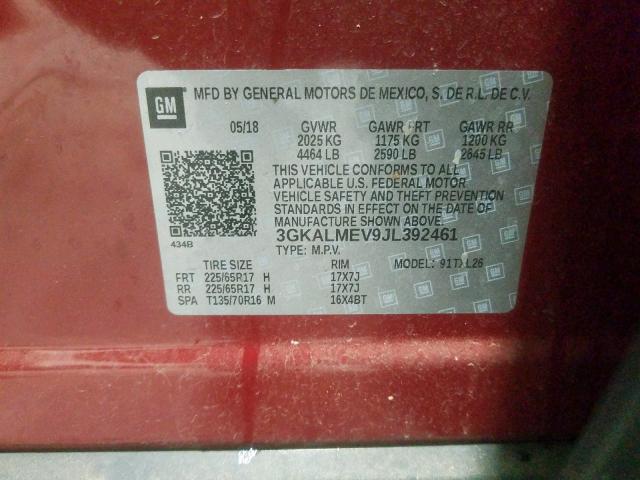 GM MFD BY GENERAL MOTORS DE MEXICO, S. DE R.L. DE C.V.
05/18 GVWR GAWR FRT GAWR RR
2025 KG 1175 KG 1200 KG
4464 LB 2590 LB 2645 LB
THIS VEHICLE CONFORMS TO ALL
APPLICABLE U.S. FEDERAL MOTOR
VEHICLE SAFETY AND THEFT PREVENTION
STANDARDS IN EFFECT ON THE DATE OF
MANUFACTURE SHOWN ABOVE.
434B 3GKALMEV9JL392461
TYPE: M.P.V.
TIRE SIZE RIM MODEL:
FRT 225/65R17 H 17X7J
RR 225/65R17 H 17X7J
SPA T135/70R16 M 16X4BT